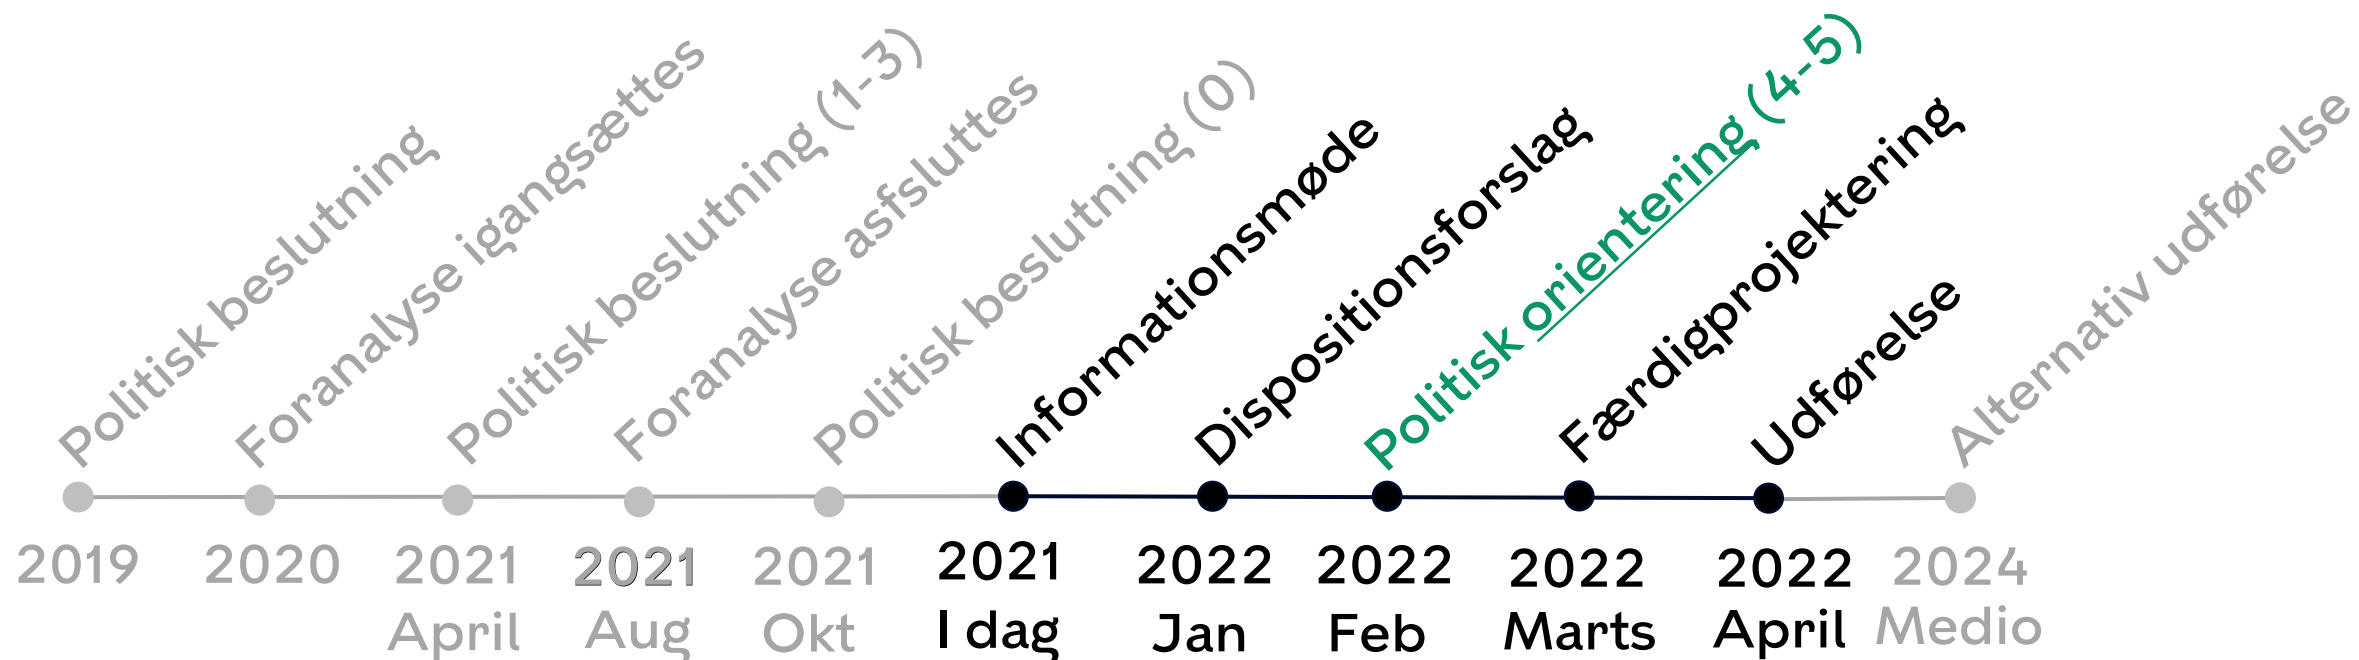 Politisk beslutning
Foranalyse igangsættes
Politisk beslutning (1-3)
Foranalyse asfsluttes
Politisk beslutning (0)
Informationsmøde
Dispositionsforslag
Politisk orientering (4-5)
Færdigprojektering
Udførelse
Alternativ udførelse
2019
2020
2021
April
2021
Aug
2021
Okt
2021
I dag
2022
Jan
2022
Feb
2022
Marts
2022
April
2024
Medio